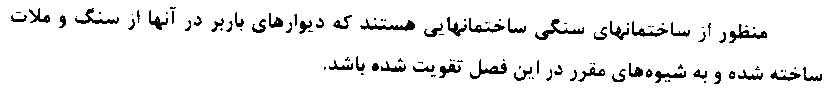 منظور از ساختمانهای سنگی ساختمانهایی هستند که دیوارهای باربر در آنها از سنگ و ملات
ساخته شده و به شیوه‌های مقرر در این فصل تقویت شده باشد.